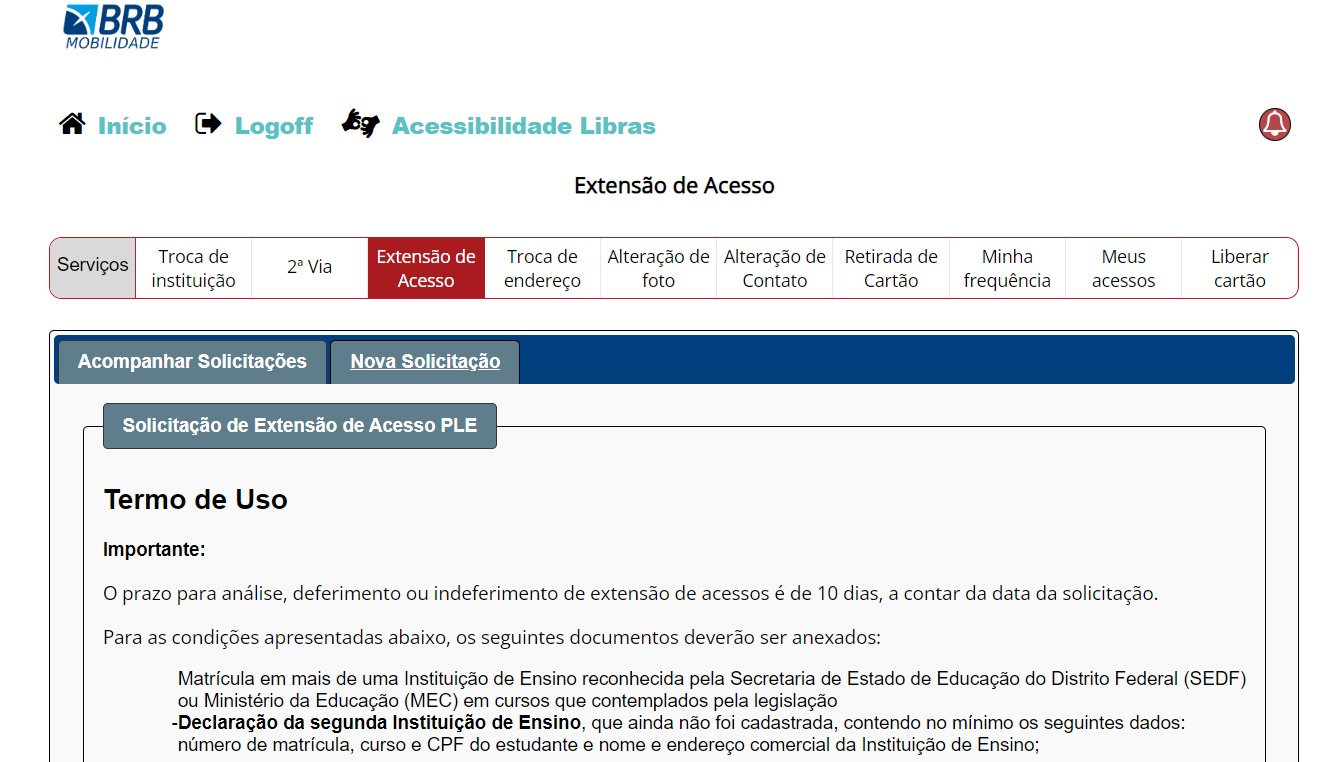 BRB
MOBILIDADE
Início Logoff Acessibilidade Libras
Extensão de Acesso
Serviços
Troca de
instituição
2ª Via
Extensão de
Acesso
Troca de
endereço
Alteração de
foto
Alteração de
Contato
Retirada de
Cartão
Minha
frequência
Meus
acessos
Liberar
cartão
Acompanhar Solicitações Nova Solicitação
Solicitação de Extensão de Acesso PLE
Termo de Uso
Importante:
O prazo para análise, deferimento ou indeferimento de extensão de acessos é de 10 dias, a contar da data da solicitação.
Para as condições apresentadas abaixo, os seguintes documentos deverão ser anexados:
Matrícula em mais de uma Instituição de Ensino reconhecida pela Secretaria de Estado de Educação do Distrito Federal (SEDF)
ou Ministério da Educação (MEC) em cursos que contemplados pela legislação
-Declaração da segunda Instituição de Ensino, que ainda não foi cadastrada, contendo no mínimo os seguintes dados:
número de matrícula, curso e CPF do estudante e nome e endereço comercial da Instituição de Ensino;